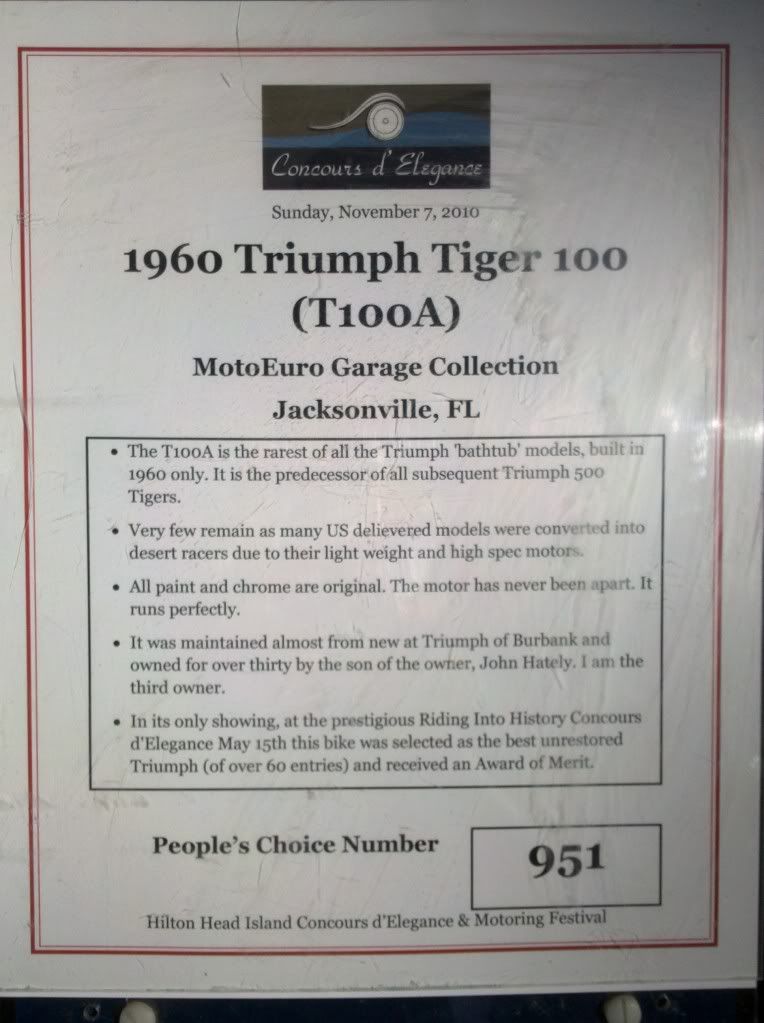 Concours d'Elegance
Sunday, November 7, 2010
1960 Triumph Tiger 100
(T100A)
MotoEuro Garage Collection
Jacksonville, FL
• The T100A is the rarest of all the Triumph 'bathtub' models, built in
1960 only. It is the predecessor of all subsequent Triumph 500
Tigers.
• Very few remain as many US delievered models were converted into
desert racers due to their light weight and high spec motors.
• All paint and chrome are original. The motor has never been apart. It
runs perfectly.
• It was maintained almost from new at Triumph of Burbank and
owned for over thirty by the son of the owner, John Hately. I am the
third owner.
• In its only showing, at the prestigious Riding Into History Concours
d'Elegance May 15th this bike was selected as the best unrestored
Triumph (of over 60 entries) and received an Award of Merit.
People's Choice Number
951
Hilton Head Island Concours d'Elegance & Motoring Festival